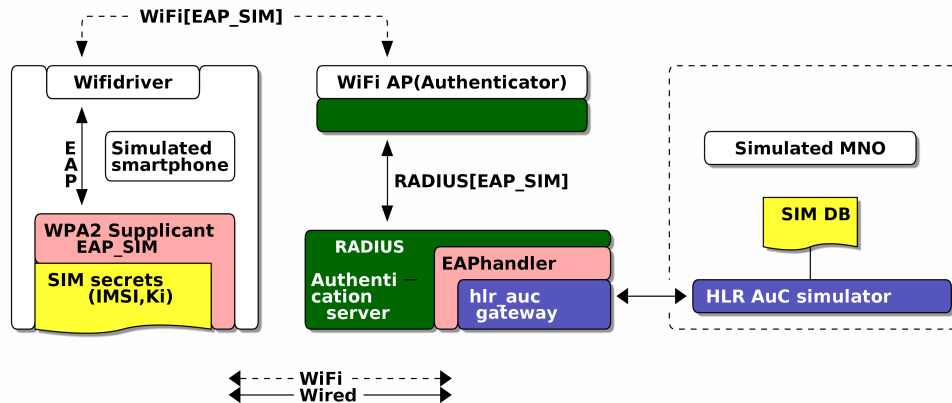 WiFi[EAP_SIM]
Wifidriver
WiFi AP(Authenticator)
E
A
P
Simulated
smartphone
Simulated MNO
RADIUS[EAP_SIM]
WPA2 Supplicant
EAP_SIM
SIM secrets
(IMSI,Ki)
RADIUS
Authenti
cation
server
EAPhandler
hlr_auc
gateway
SIM DB
HLR AuC simulator
WiFi
Wired